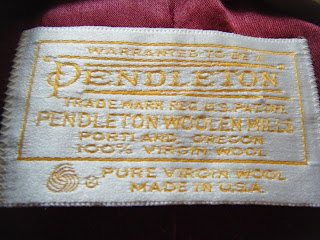 WARRANTED TO BE A
PENDLETON
TRADE MARK REG. U.S. PAT. OFF.
PENDLETON WOOLEN MILLS
PORTLAND, OREGON
100% VIRGIN WOOL
PURE VIRGIN WOOL
MADE IN U.S.A.